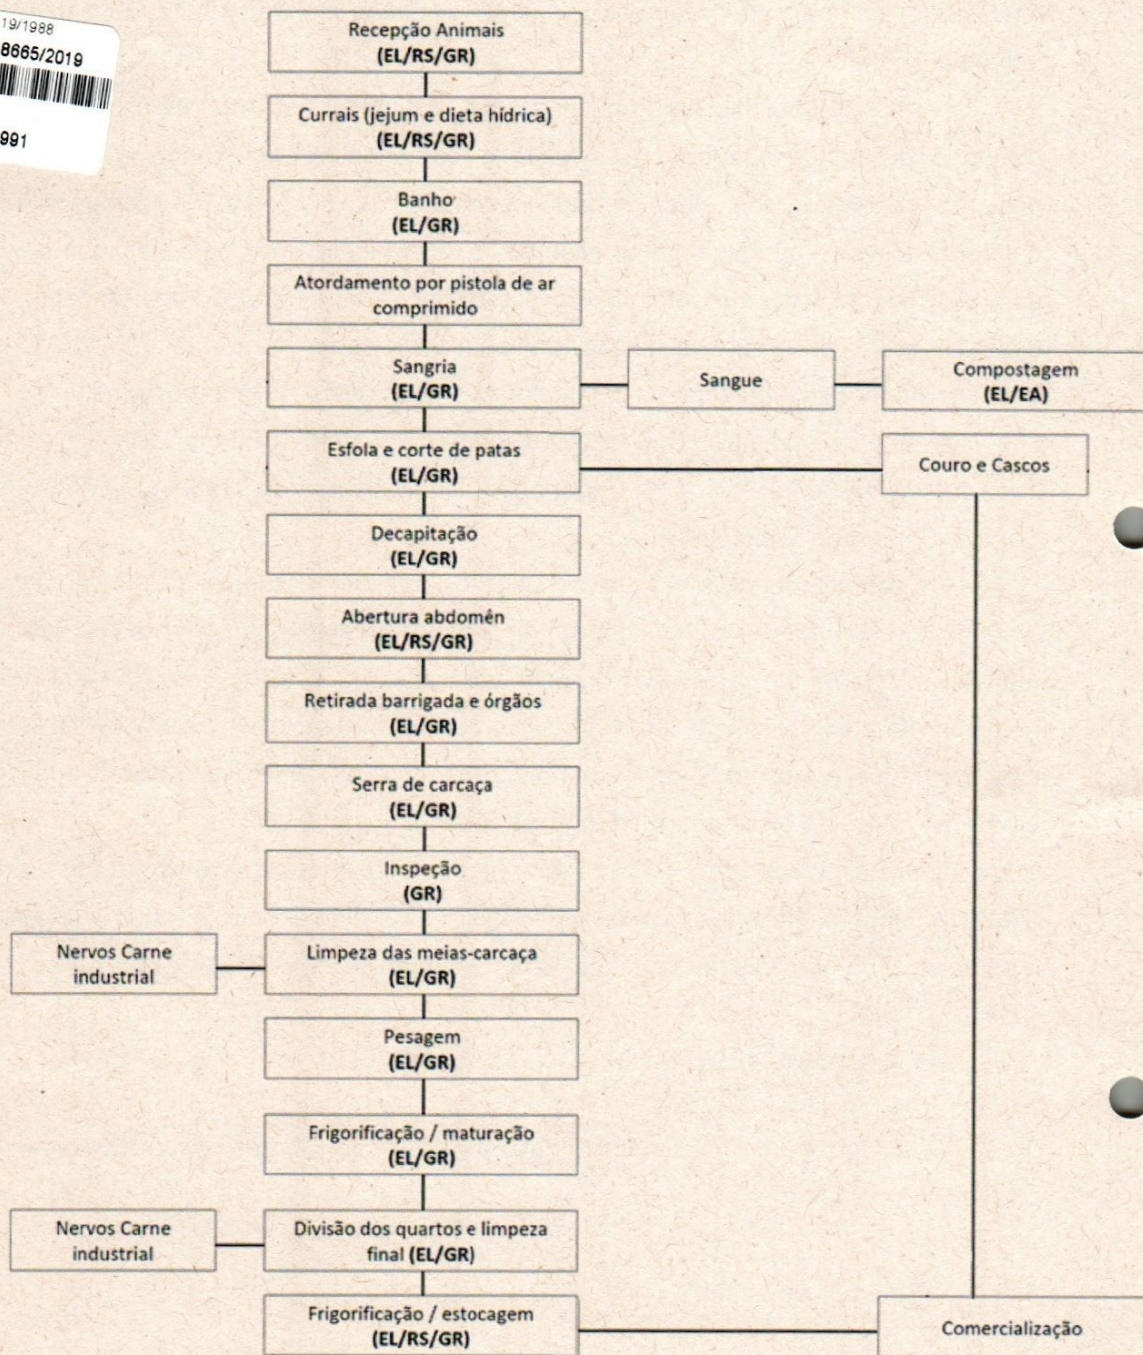 19/1988
8665/2019
991
Recepção Animais
(EL/RS/GR)
Currais (jejum e dieta hídrica)
(EL/RS/GR)
Banho
(EL/GR)
Atordamento por pistola de ar
comprimido
Sangria
(EL/GR)
Sangue
Compostagem
(EL/EA)
Esfola e corte de patas
(EL/GR)
Couro e Cascos
Decapitação
(EL/GR)
Abertura abdomên
(EL/RS/GR)
Retirada barrigada e órgãos
(EL/GR)
Serra de carcaça
(EL/GR)
Inspeção
(GR)
Nervos Carne
industrial
Limpeza das meias-carcaça
(EL/GR)
Pesagem
(EL/GR)
Frigorificação / maturação
(EL/GR)
Nervos Carne
industrial
Divisão dos quartos e limpeza
final (EL/GR)
Frigorificação / estocagem
(EL/RS/GR)
Comercialização